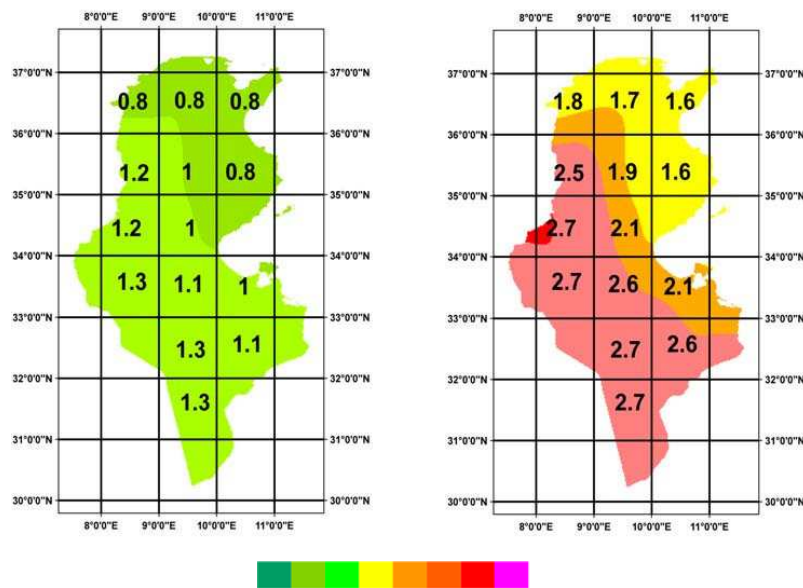 8°0'0"E 9°0'0"E 10°0'0"E 11°0'0"E
37°0'0"N 0.8 0.8 0.8 37°0'0"N
36°0'0"N 36°0'0"N
1.2 1 0.8
35°0'0"N 35°0'0"N
1.2 1
34°0'0"N 34°0'0"N
1.3 1.1 1
33°0'0"N 33°0'0"N
1.3 1.1
32°0'0"N 32°0'0"N
1.3
31°0'0"N 31°0'0"N
30°0'0"N 30°0'0"N
8°0'0"E 9°0'0"E 10°0'0"E 11°0'0"E
8°0'0"E 9°0'0"E 10°0'0"E 11°0'0"E
37°0'0"N 37°0'0"N
1.8 1.7 1.6
36°0'0"N 36°0'0"N
2.5 1.9 1.6
35°0'0"N 35°0'0"N
2.7 2.1
34°0'0"N 34°0'0"N
2.7 2.6 2.1
33°0'0"N 33°0'0"N
2.7 2.6
32°0'0"N 32°0'0"N
2.7
31°0'0"N 31°0'0"N
30°0'0"N 30°0'0"N
8°0'0"E 9°0'0"E 10°0'0"E 11°0'0"E